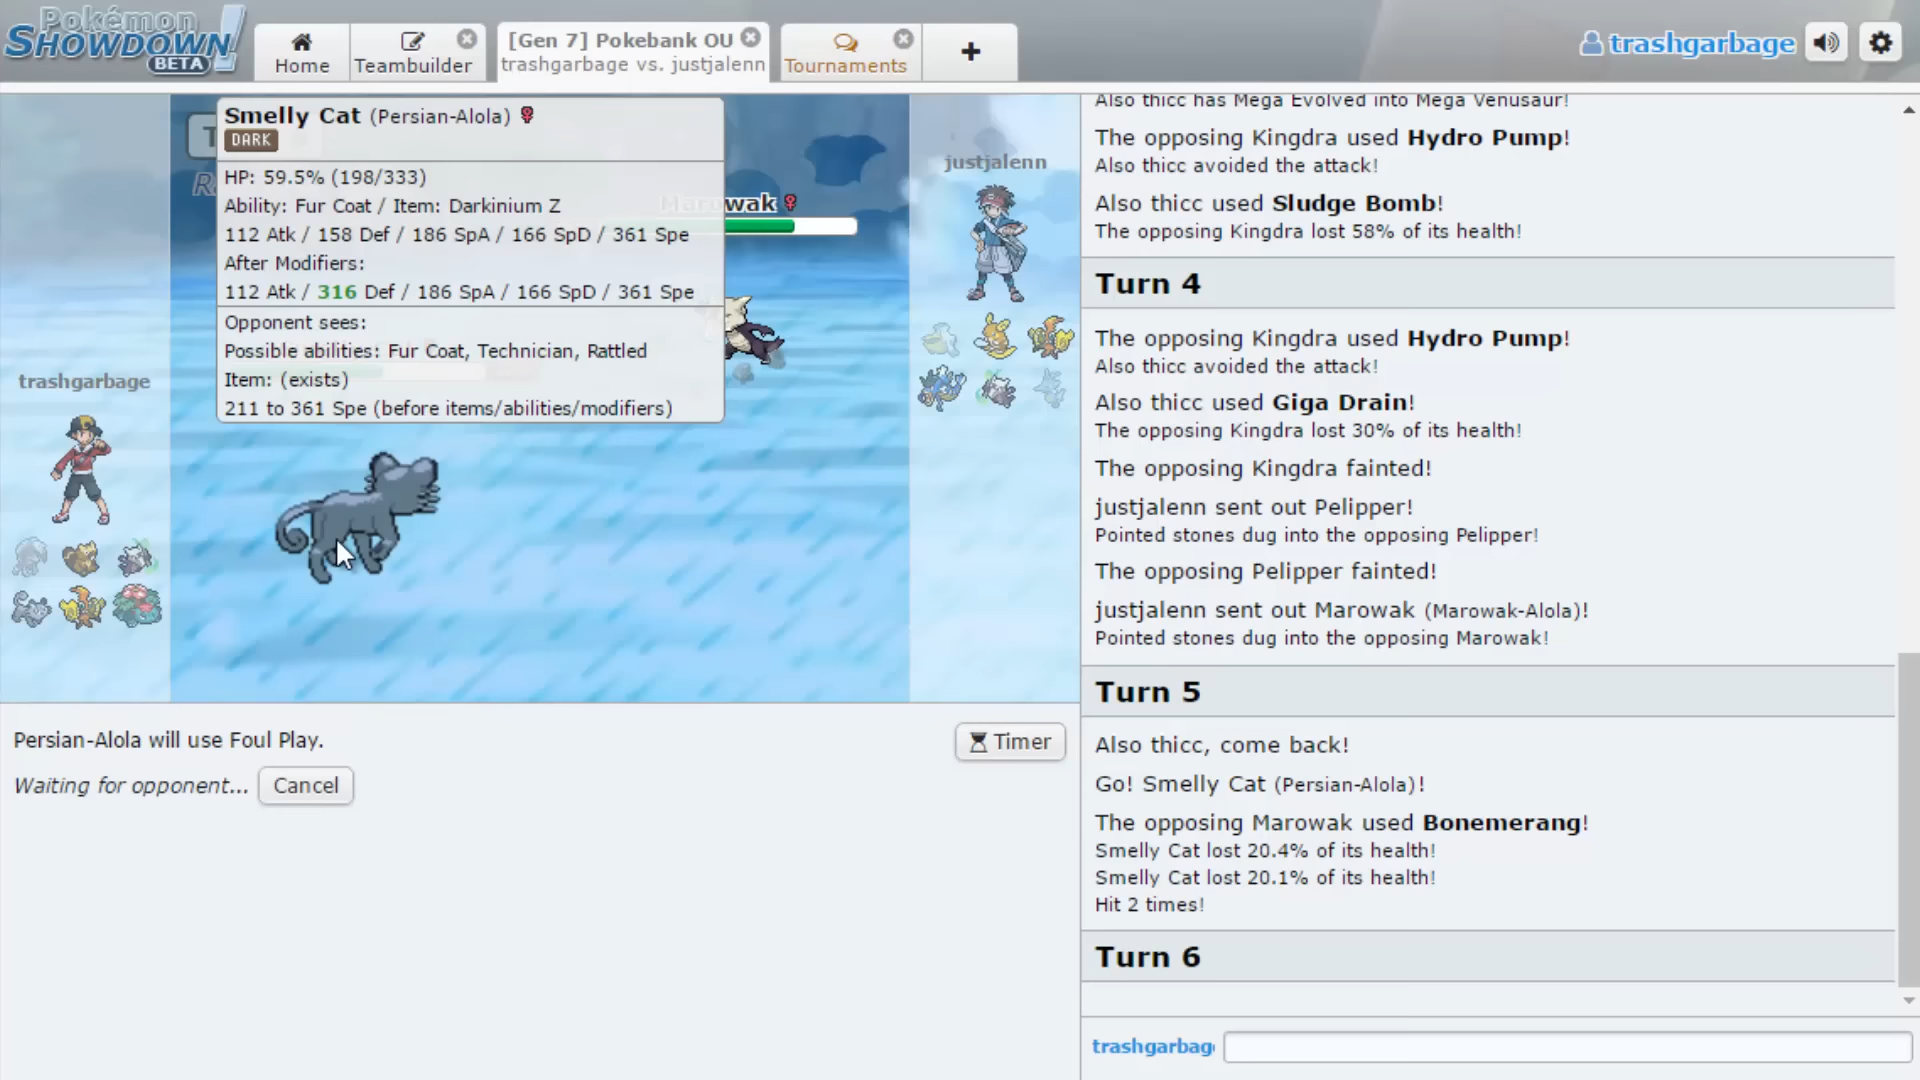 Pokémon
SHOWDOWN!
BETA
Home
Teambuilder
[Gen 7] Pokebank OU
trashgarbage vs. justjalenn
Tournaments
+
trashgarbage
Smelly Cat (Persian-Alola)
DARK
HP: 59.5% (198/333)
Ability: Fur Coat / Item: Darkinium Z
112 Atk / 158 Def / 186 SpA / 166 SpD / 361 Spe
After Modifiers:
112 Atk / 316 Def / 186 SpA / 166 SpD / 361 Spe
Opponent sees:
Possible abilities: Fur Coat, Technician, Rattled
Item: (exists)
211 to 361 Spe (before items/abilities/modifiers)
Marowak
justjalenn
trashgarbage
Persian-Alola will use Foul Play.
Timer
Waiting for opponent... Cancel
Also thicc has Mega Evolved into Mega Venusaur!
The opposing Kingdra used Hydro Pump!
Also thicc avoided the attack!
Also thicc used Sludge Bomb!
The opposing Kingdra lost 58% of its health!
Turn 4
The opposing Kingdra used Hydro Pump!
Also thicc avoided the attack!
Also thicc used Giga Drain!
The opposing Kingdra lost 30% of its health!
The opposing Kingdra fainted!
justjalenn sent out Pelipper!
Pointed stones dug into the opposing Pelipper!
The opposing Pelipper fainted!
justjalenn sent out Marowak (Marowak-Alola)!
Pointed stones dug into the opposing Marowak!
Turn 5
Also thicc, come back!
Go! Smelly Cat (Persian-Alola)!
The opposing Marowak used Bonemerang!
Smelly Cat lost 20.4% of its health!
Smelly Cat lost 20.1% of its health!
Hit 2 times!
Turn 6
trashgarbag